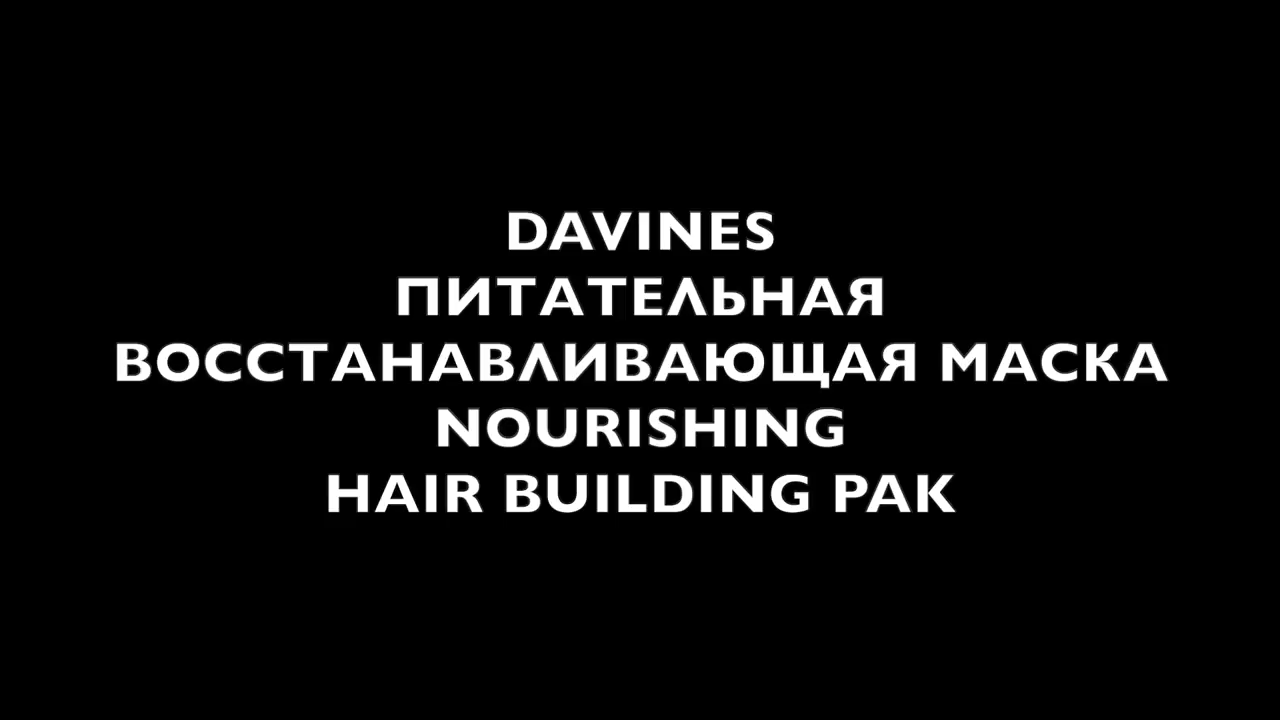 DAVINES
ПИТАТЕЛЬНАЯ
ВОССТАНАВЛИВАЮЩАЯ МАСКА
NOURISHING
HAIR BUILDING PAK